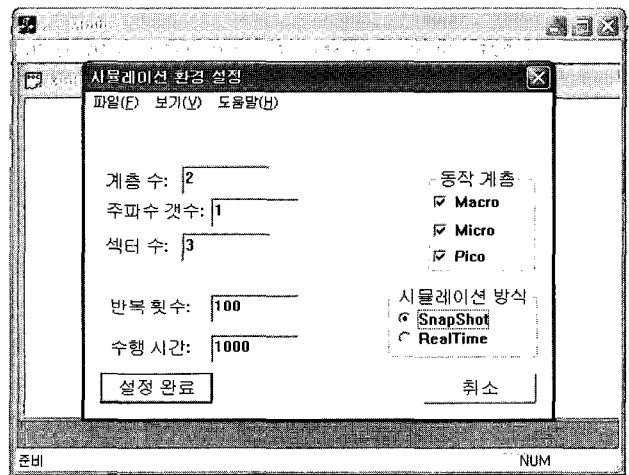 시뮬레이션 환경 설정
파일(F) 보기(V) 도움말(H)
계층 수: 2
주파수 갯수: 1
섹터 수: 3
동작 계층
Macro
Micro
Pico
반복 횟수: 100
수행 시간: 1000
시뮬레이션 방식
SnapShot
RealTime
설정 완료
취소
준비
NUM